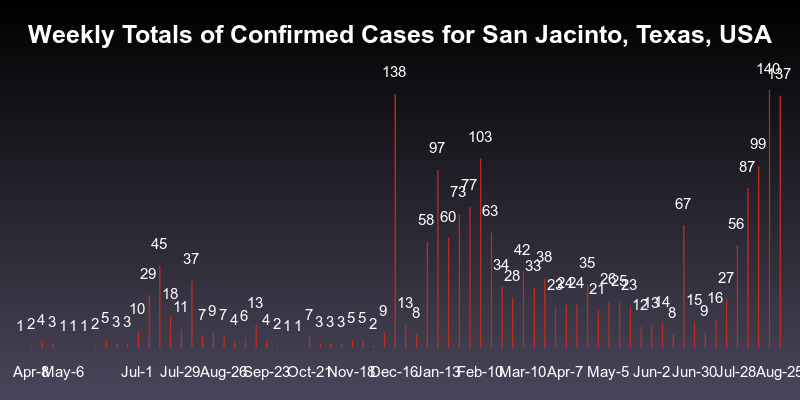 Weekly Totals of Confirmed Cases for San Jacinto, Texas, USA
1 2 4 3 1 1 1 2 5 3 3 10 29 45 18 11 37 7 9 7 4 6 13 4 2 1 1 7 3 3 3 5 5 2 9 138 13 8 58 97 60 73 77 103 63 34 28 42 33 38 23 24 24 35 21 26 25 23 12 13 14 8 67 15 9 16 27 56 87 99 140 137
Apr-8 May-6 Jul-1 Jul-29 Aug-26 Sep-23 Oct-21 Nov-18 Dec-16 Jan-13 Feb-10 Mar-10 Apr-7 May-5 Jun-2 Jun-30 Jul-28 Aug-25